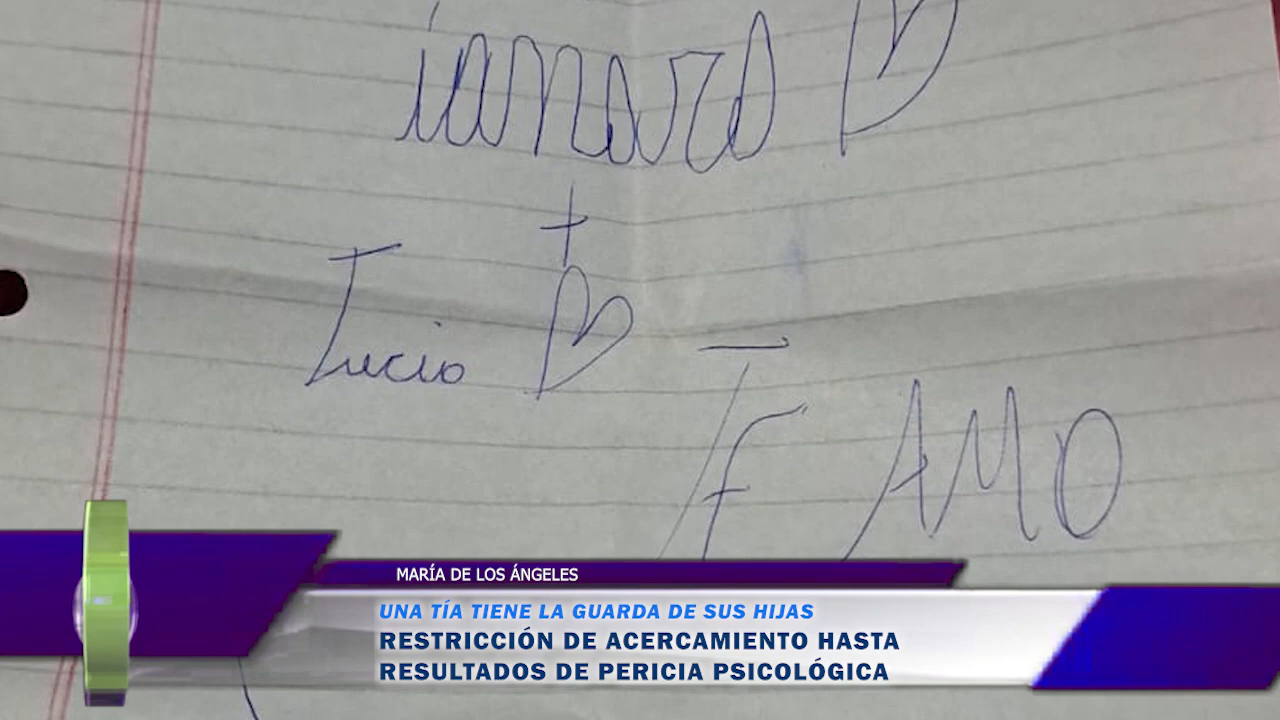 Lucio
TE AMO
MARÍA DE LOS ÁNGELES
UNA TÍA TIENE LA GUARDA DE SUS HIJAS
RESTRICCIÓN DE ACERCAMIENTO HASTA
RESULTADOS DE PERICIA PSICOLÓGICA